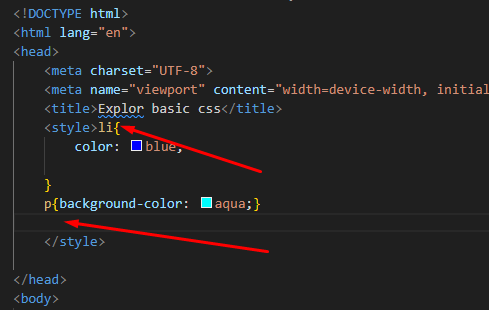 <!DOCTYPE html>
<html lang="en">
<head>
<meta charset="UTF-8">
<meta name="viewport" content="width=device-width, initial
<title>Explor basic css</title>
<style>li{
color: blue;
}
p{background-color: aqua;}
</style>
</head>
<body>